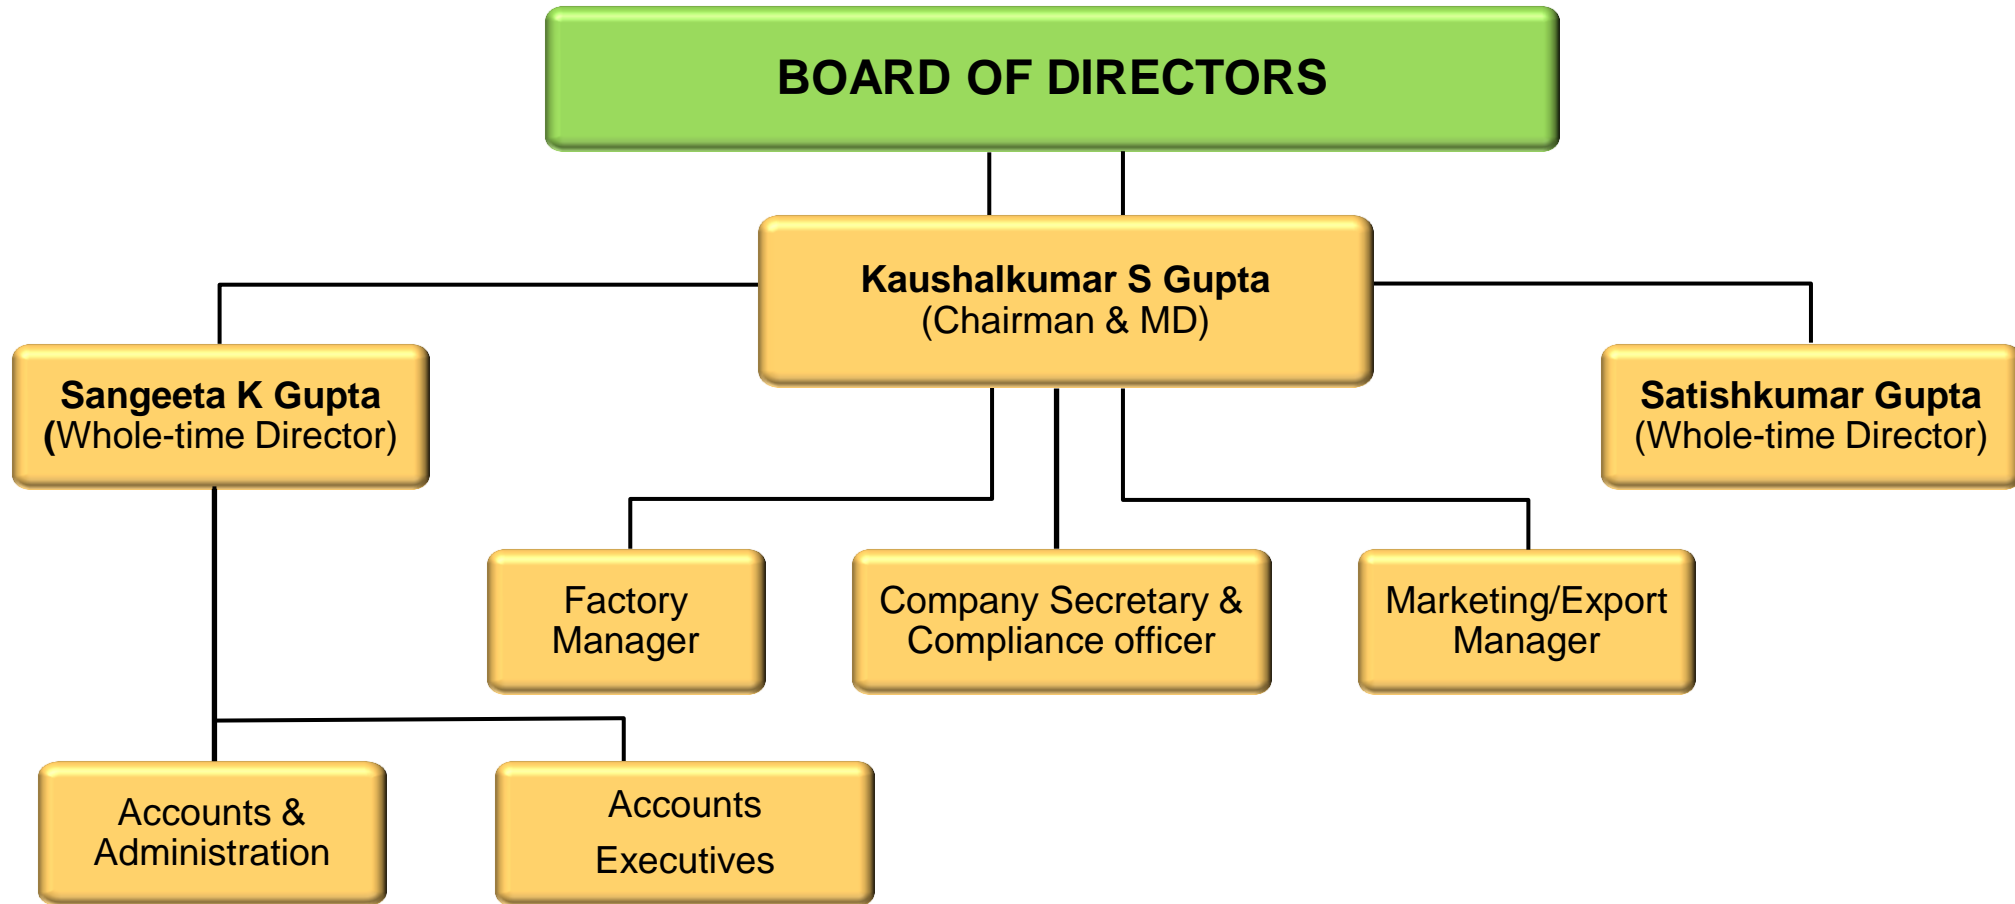 BOARD OF DIRECTORS
Kaushalkumar S Gupta
(Chairman & MD)
Sangeeta K Gupta
(Whole-time Director)
Satishkumar Gupta
(Whole-time Director)
Factory
Manager
Company Secretary &
Compliance officer
Marketing/Export
Manager
Accounts &
Administration
Accounts
Executives